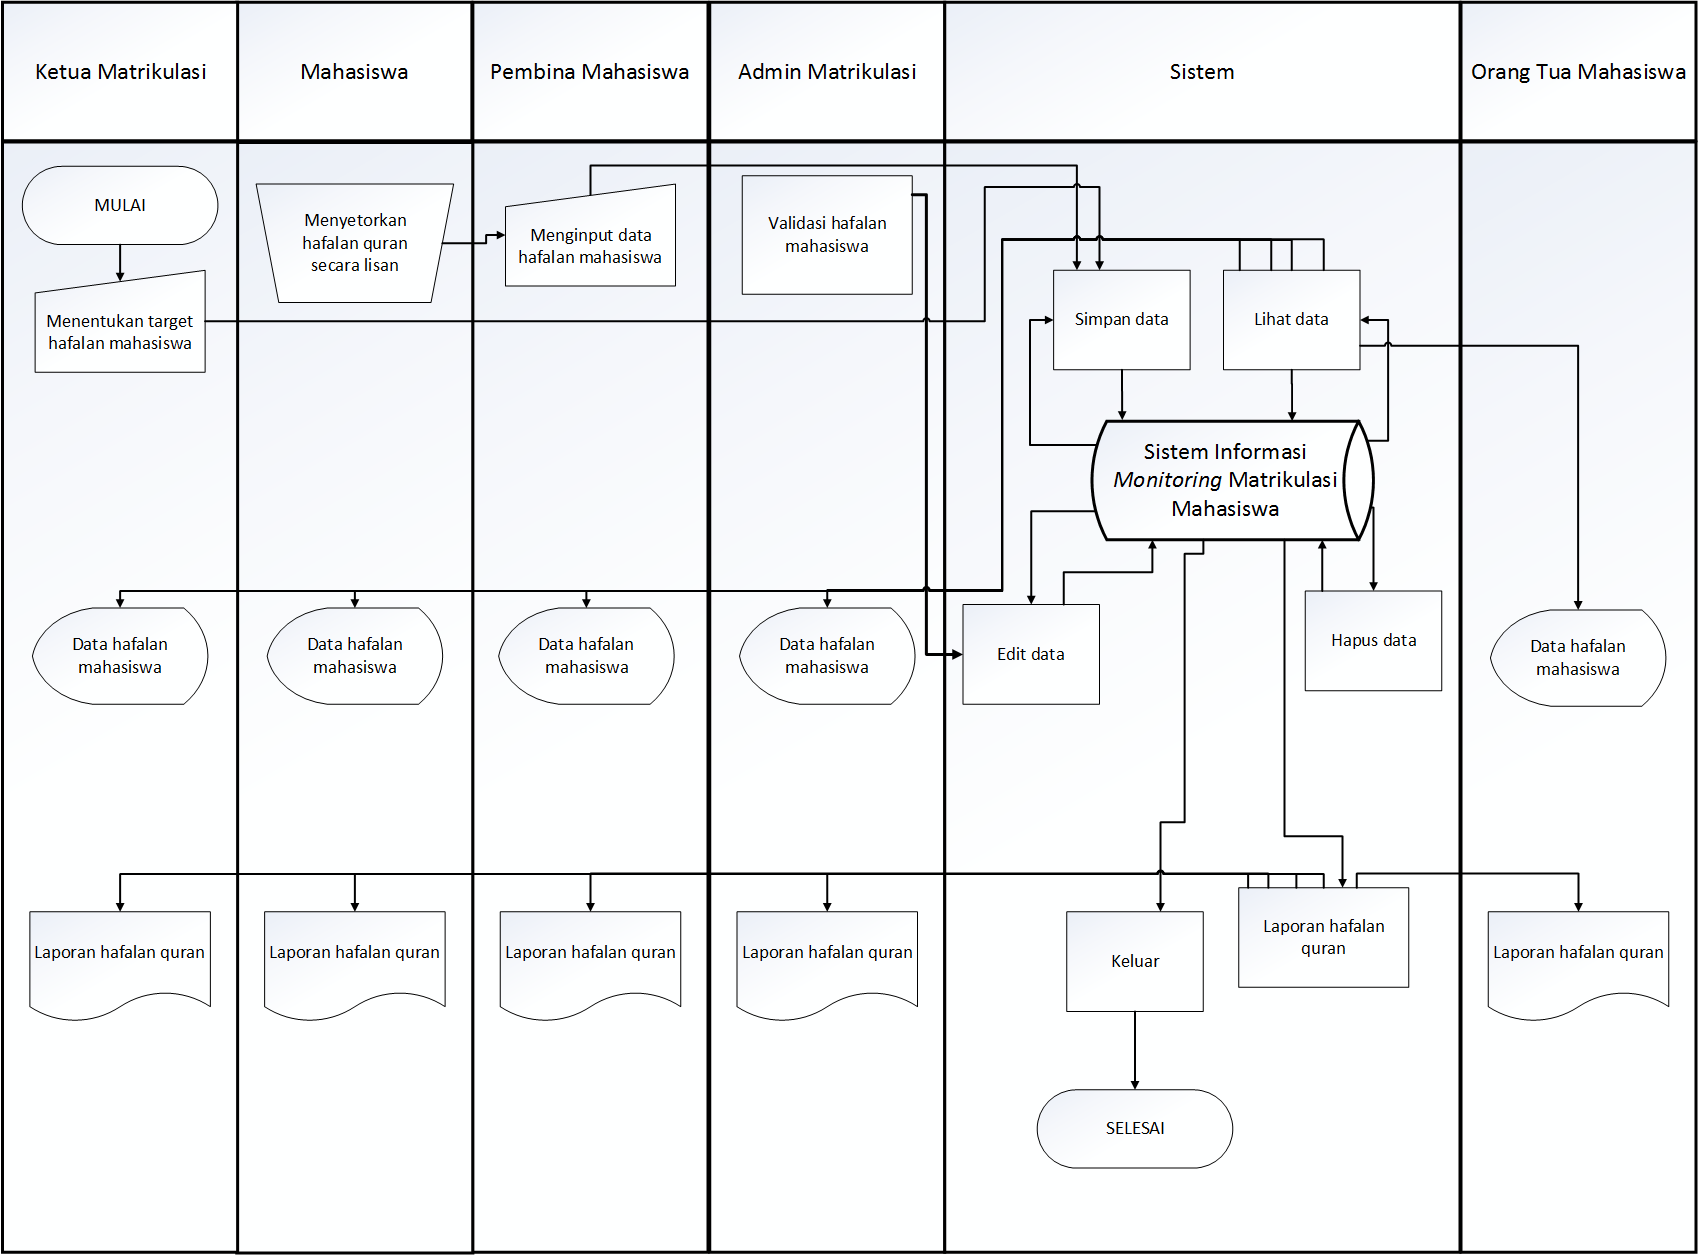 Ketua Matrikulasi
Mahasiswa
Pembina Mahasiswa
Admin Matrikulasi
Sistem
Orang Tua Mahasiswa
MULAI
Menyetorkan
hafalan quran
secara lisan
Menginput data
hafalan mahasiswa
Validasi hafalan
mahasiswa
Menentukan target
hafalan mahasiswa
Simpan data
Lihat data
Sistem Informasi
Monitoring Matrikulasi
Mahasiswa
Data hafalan
mahasiswa
Data hafalan
mahasiswa
Data hafalan
mahasiswa
Data hafalan
mahasiswa
Edit data
Hapus data
Data hafalan
mahasiswa
Laporan hafalan quran
Laporan hafalan quran
Laporan hafalan quran
Laporan hafalan quran
Keluar
Laporan hafalan
quran
Laporan hafalan quran
SELESAI